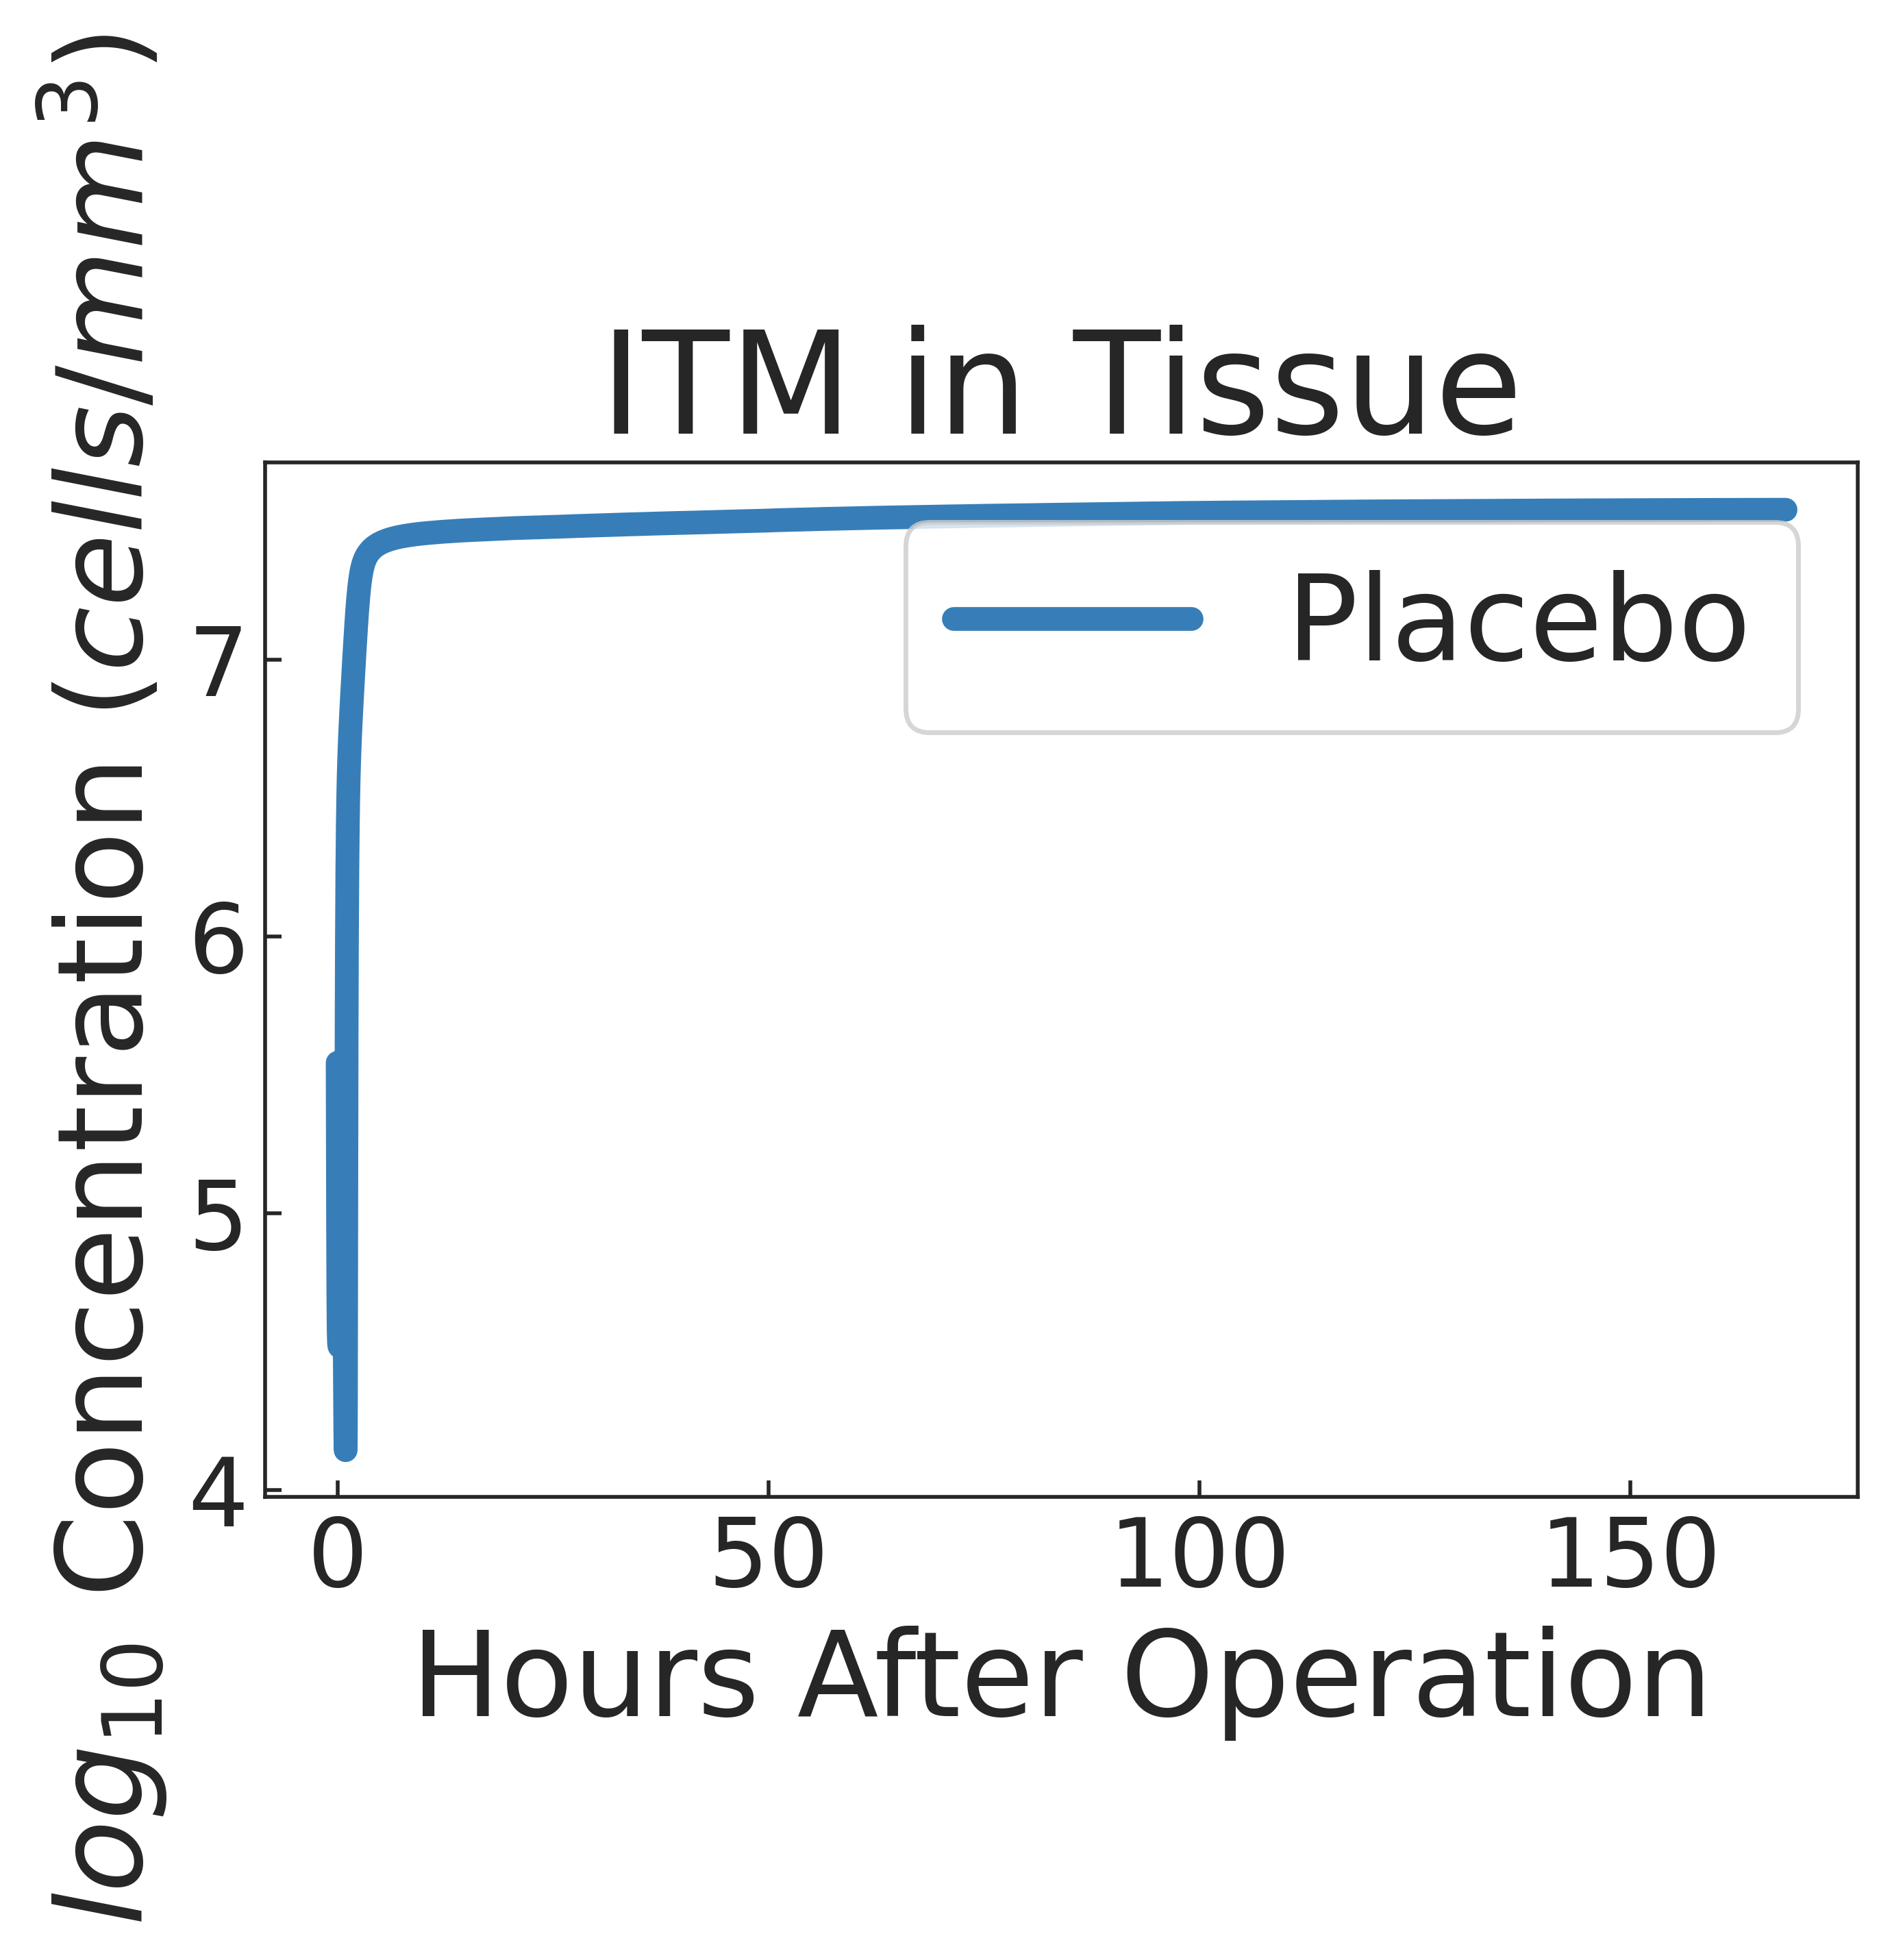 ITM in Tissue
log₁₀ Concentration (cells/mm³)
7
6
5
4
Placebo
0 50 100 150
Hours After Operation